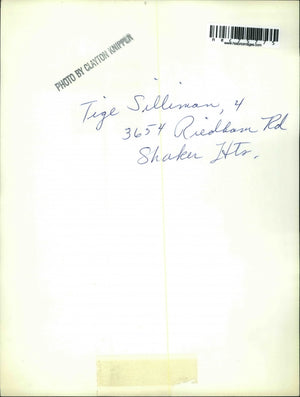 PHOTO BY CLAYTON KNIPPER
Tige Silliman, 4
3654 Riedham Rd
Shaker Hts.